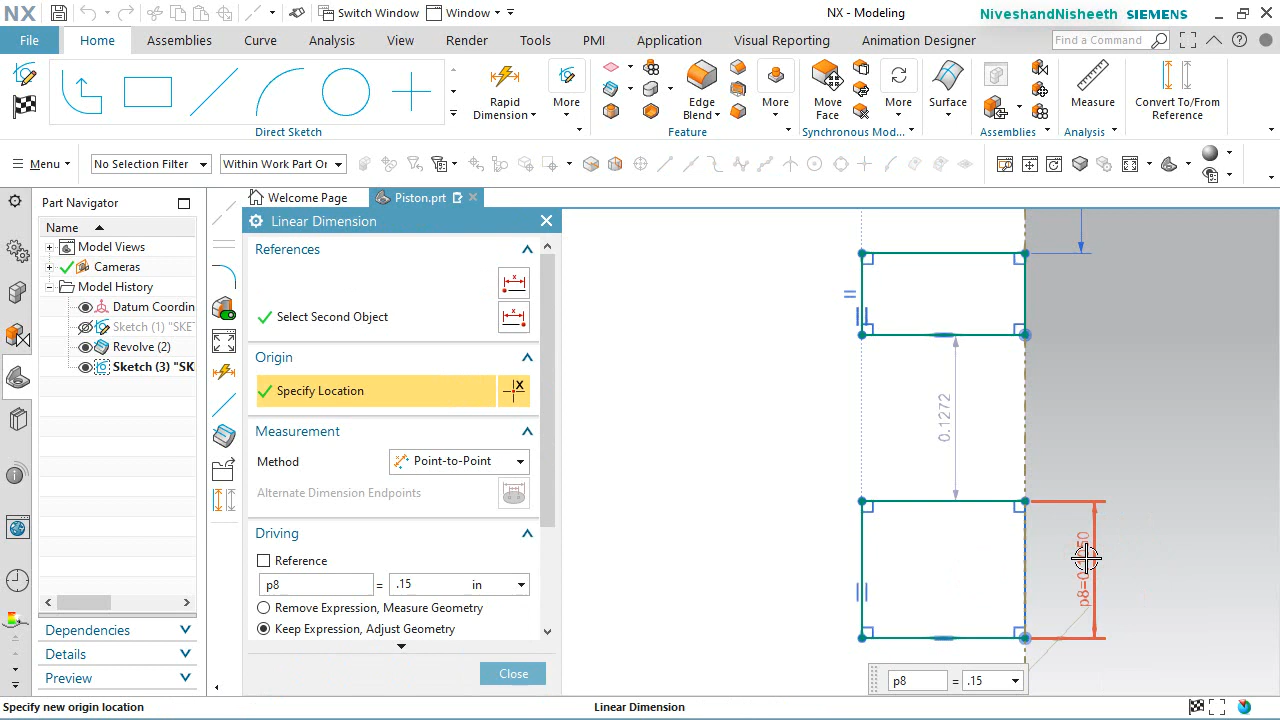 NX
Switch Window
Window
NX - Modeling
NiveshandNisheeth SIEMENS
File
Home
Assemblies
Curve
Analysis
View
Render
Tools
PMI
Application
Visual Reporting
Animation Designer
Find a Command
Direct Sketch
Rapid
Dimension
More
Edge
Blend
More
Feature
Move
Face
More
Synchronous Mod...
Surface
Assemblies
Measure
Analysis
Convert To/From
Reference
Menu
No Selection Filter
Within Work Part Or
Part Navigator
Name
Model Views
Cameras
Model History
Datum Coordin
Sketch (1) "SKE
Revolve (2)
Sketch (3) "SK
Dependencies
Details
Preview
Welcome Page
Piston.prt
Linear Dimension
References
Select Second Object
Origin
Specify Location
Measurement
Method
Point-to-Point
Alternate Dimension Endpoints
Driving
Reference
p8 = .15 in
Remove Expression, Measure Geometry
Keep Expression, Adjust Geometry
Close
0.1272
p8 = .15
Specify new origin location
Linear Dimension